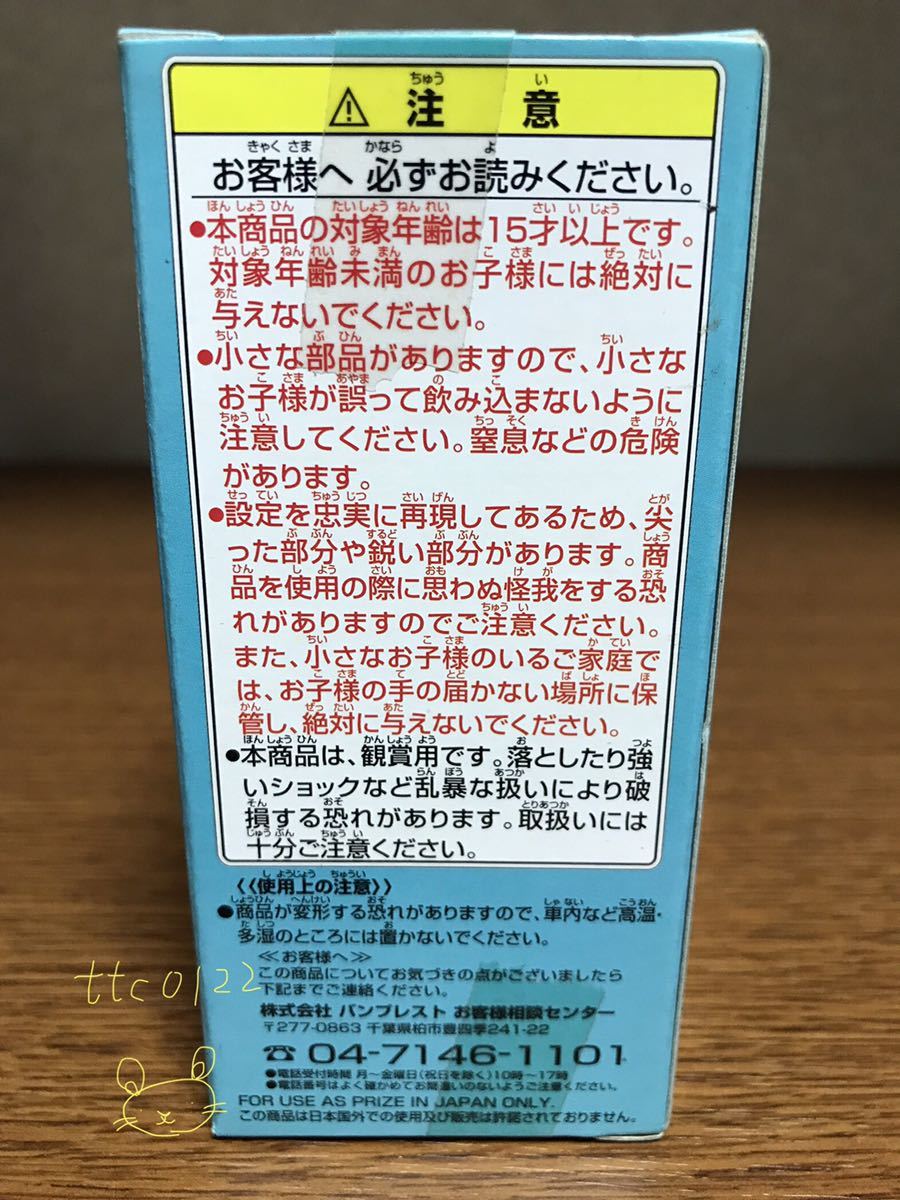 ⚠ 注意
お客様へ 必ずお読みください。
●本商品の対象年齢は15才以上です。
対象年齢未満のお子様には絶対に
与えないでください。
●小さな部品がありますので、小さな
お子様が誤って飲み込まないように
注意してください。窒息などの危険
があります。
●設定を忠実に再現してあるため、尖
った部分や鋭い部分があります。商
品を使用の際に思わぬ怪我をする恐
れがありますのでご注意ください。
また、小さなお子様のいるご家庭で
は、お子様の手の届かない場所に保
管し、絶対に与えないでください。
●本商品は、観賞用です。落としたり強
いショックなど乱暴な扱いにより破
損する恐れがあります。取扱いには
十分ご注意ください。
《使用上の注意》
●商品が変形する恐れがありますので、車内など高温・
多湿のところには置かないでください。
≪お客様へ≫
この商品についてお気づきの点がございましたら
下記までご連絡ください。
株式会社 バンプレスト お客様相談センター
〒277-0863 千葉県柏市豊四季241-22
☎04-7146-1101
●電話受付時間 月～金曜日(祝日を除く)10時～17時
●電話番号はよく確かめてお間違いのないようご注意ください。
FOR USE AS PRIZE IN JAPAN ONLY.
この商品は日本国外での使用及び販売は許諾されておりません。
ttc0122